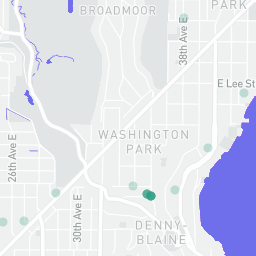 BROADMOOR
PARK
38th Ave E
E Lee St
WASHINGTON
PARK
26th Ave E
30th Ave E
DENNY-
BLAINE